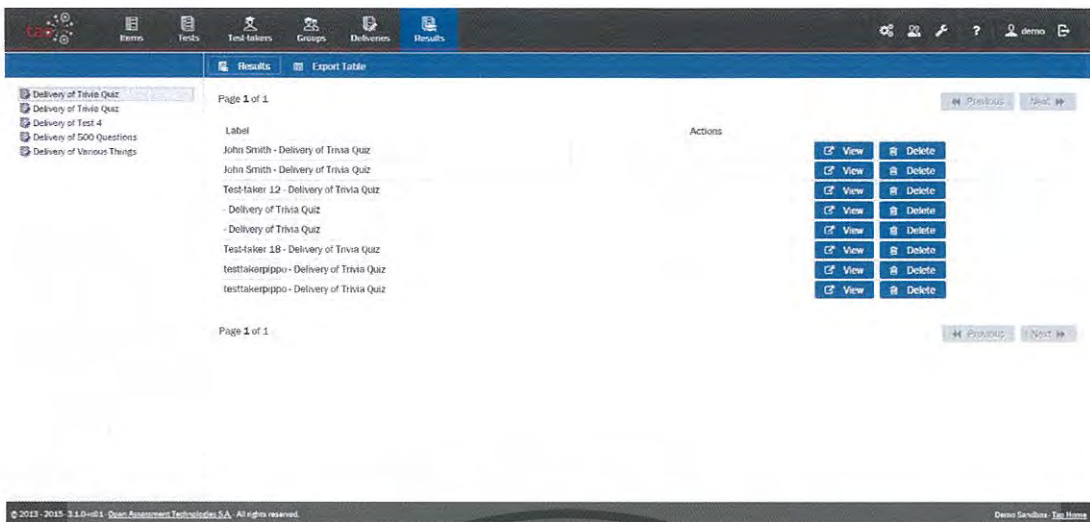 tao
Items Tests Test-takers Groups Deliveries Results ? demo
Results Export Table
Delivery of Trivia Quiz
Delivery of Trivia Quiz
Delivery of Test 4
Delivery of 500 Questions
Delivery of Various Things
Page 1 of 1 Previous Next
Label Actions
John Smith - Delivery of Trivia Quiz View Delete
John Smith - Delivery of Trivia Quiz View Delete
Test-taker 12 - Delivery of Trivia Quiz View Delete
- Delivery of Trivia Quiz View Delete
- Delivery of Trivia Quiz View Delete
Test-taker 18 - Delivery of Trivia Quiz View Delete
testtakerpippo - Delivery of Trivia Quiz View Delete
testtakerpippo - Delivery of Trivia Quiz View Delete
Page 1 of 1 Previous Next
© 2013 - 2015 · Open Assessment Technologies S.A. · All rights reserved. Demo Sandbox · Tao Home